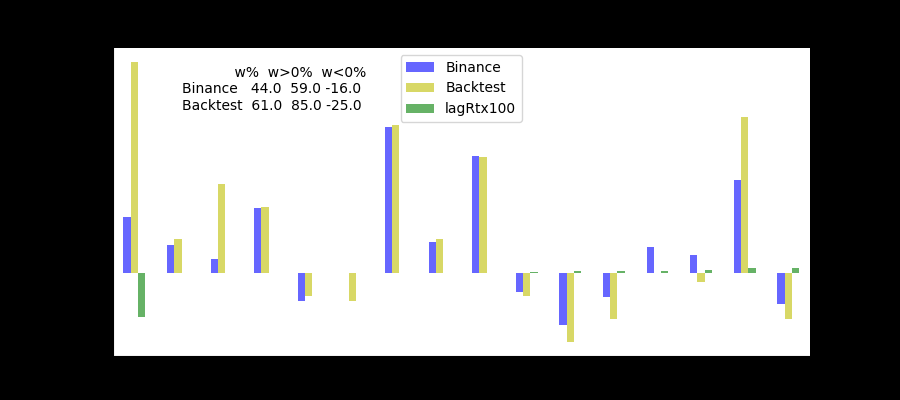 w% w>0% w<0%
Binance 44.0 59.0 -16.0
Backtest 61.0 85.0 -25.0
Binance
Backtest
lagRtx100